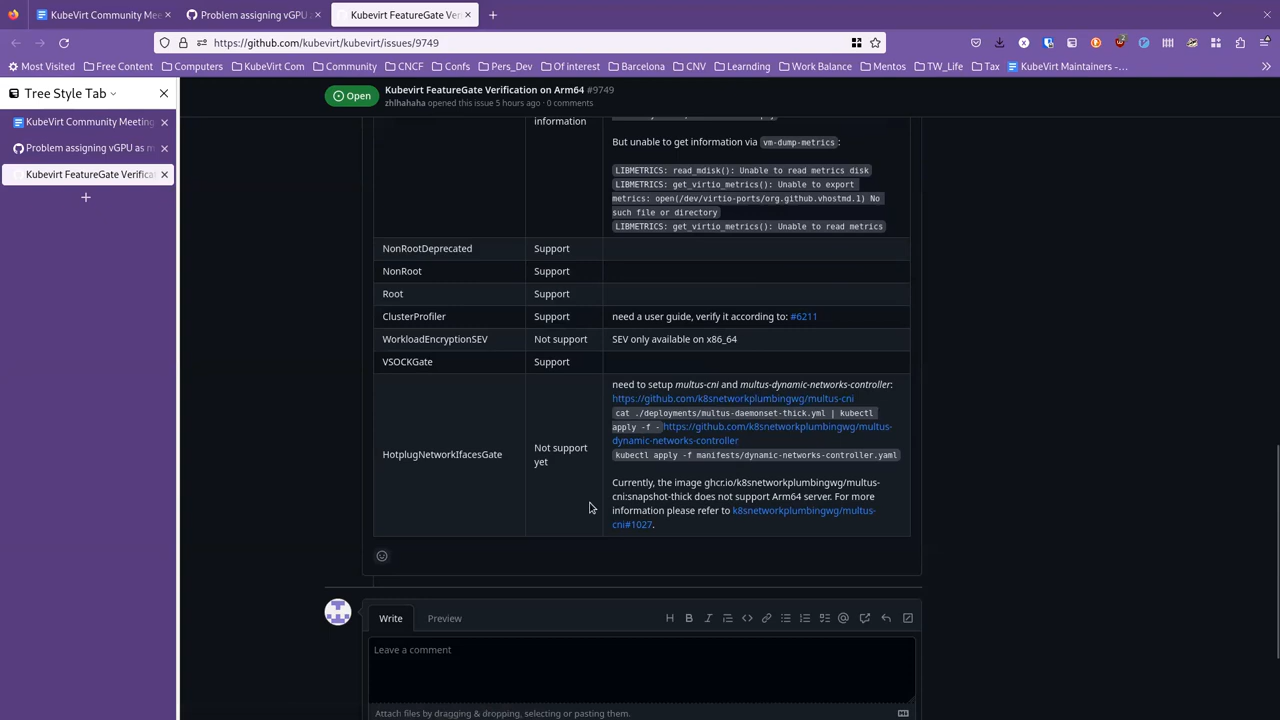 KubeVirt Community Mee
Problem assigning vGPU a
Kubevirt FeatureGate Ver
https://github.com/kubevirt/kubevirt/issues/9749
Most Visited
Free Content
Computers
KubeVirt Com
Community
CNCF
Confs
Pers_Dev
Of interest
Barcelona
CNV
Learnding
Work Balance
Mentos
TW_Life
Tax
KubeVirt Maintainers -…
Tree Style Tab
KubeVirt Community Meeting
Problem assigning vGPU as m
Kubevirt FeatureGate Verificat
Open
Kubevirt FeatureGate Verification on Arm64 #9749
zhlhahaha opened this issue 5 hours ago · 0 comments
information
But unable to get information via vm-dump-metrics:
LIBMETRICS: read_mdisk(): Unable to read metrics disk
LIBMETRICS: get_virtio_metrics(): Unable to export
metrics: open(/dev/virtio-ports/org.github.vhostmd.1) No
such file or directory
LIBMETRICS: get_virtio_metrics(): Unable to read metrics
NonRootDeprecated Support
NonRoot Support
Root Support
ClusterProfiler Support need a user guide, verify it according to: #6211
WorkloadEncryptionSEV Not support SEV only available on x86_64
VSOCKGate Support
HotplugNetworkIfacesGate
Not support
yet
need to setup multus-cni and multus-dynamic-networks-controller:
https://github.com/k8snetworkplumbingwg/multus-cni
cat ./deployments/multus-daemonset-thick.yml | kubectl
apply -f - https://github.com/k8snetworkplumbingwg/multus-
dynamic-networks-controller
kubectl apply -f manifests/dynamic-networks-controller.yaml
Currently, the image ghcr.io/k8snetworkplumbingwg/multus-
cni:snapshot-thick does not support Arm64 server. For more
information please refer to k8snetworkplumbingwg/multus-
cni#1027.
Write
Preview
Leave a comment
Attach files by dragging & dropping, selecting or pasting them.